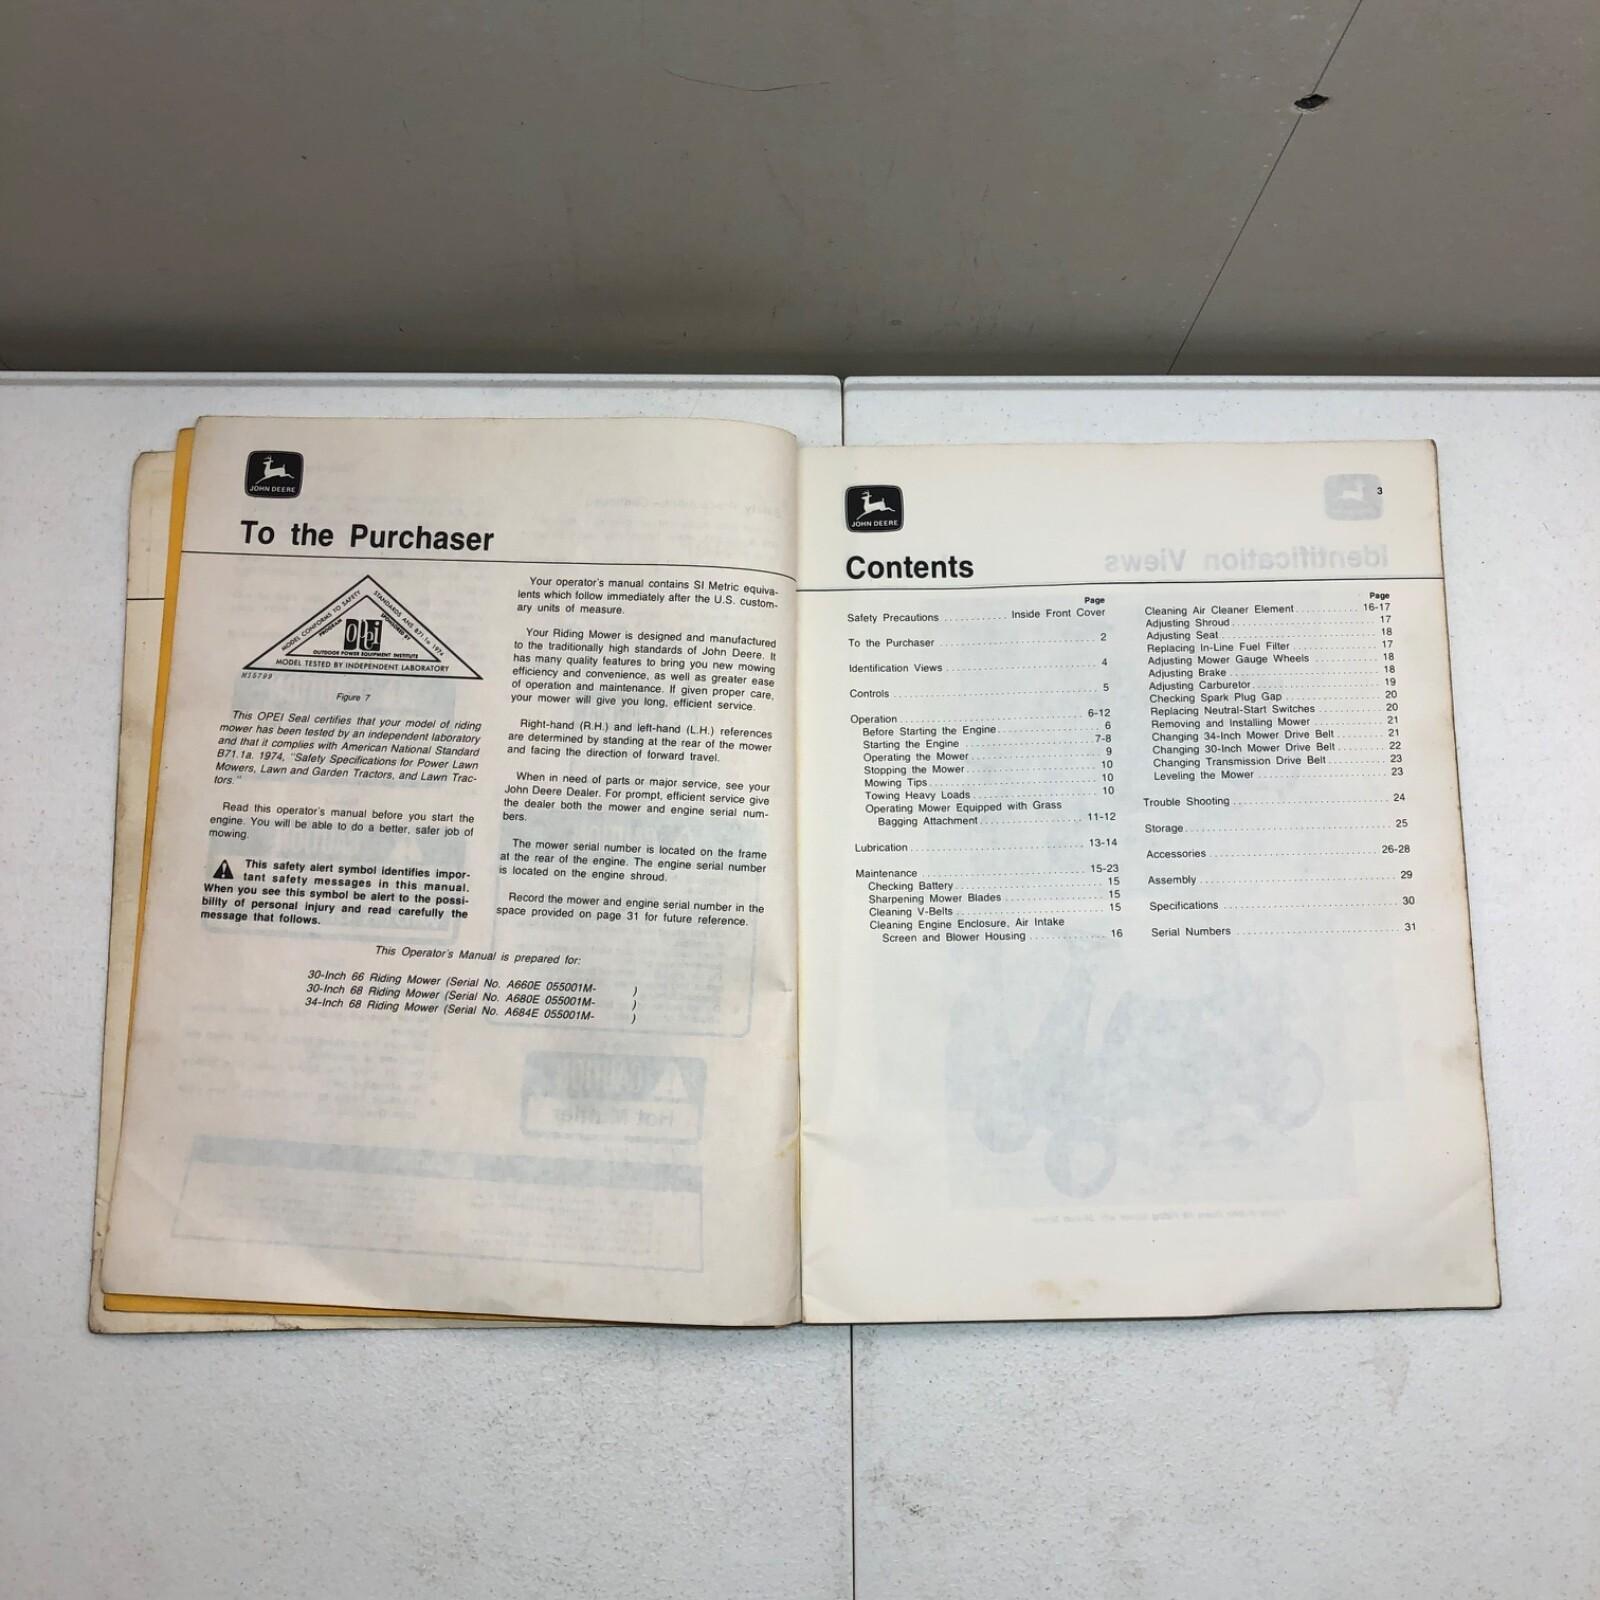 JOHN DEERE
To the Purchaser
MODEL CONFORMS TO SAFETY
STANDARDS ANS B71.1a 1974
PROGRAM
SPONSORED BY
OPEI
OUTDOOR POWER EQUIPMENT INSTITUTE
MODEL TESTED BY INDEPENDENT LABORATORY
M15799
Figure 7
This OPEI Seal certifies that your model of riding
mower has been tested by an independent laboratory
and that it complies with American National Standard
B71.1a. 1974, "Safety Specifications for Power Lawn
Mowers, Lawn and Garden Tractors, and Lawn Trac-
tors."
Read this operator's manual before you start the
engine. You will be able to do a better, safer job of
mowing.
This safety alert symbol identifies impor-
tant safety messages in this manual.
When you see this symbol be alert to the possi-
bility of personal injury and read carefully the
message that follows.
Your operator's manual contains SI Metric equiva-
lents which follow immediately after the U.S. custom-
ary units of measure.
Your Riding Mower is designed and manufactured
to the traditionally high standards of John Deere. It
has many quality features to bring you new mowing
efficiency and convenience, as well as greater ease
of operation and maintenance. If given proper care,
your mower will give you long, efficient service.
Right-hand (R.H.) and left-hand (L.H.) references
are determined by standing at the rear of the mower
and facing the direction of forward travel.
When in need of parts or major service, see your
John Deere Dealer. For prompt, efficient service give
the dealer both the mower and engine serial num-
bers.
The mower serial number is located on the frame
at the rear of the engine. The engine serial number
is located on the engine shroud.
Record the mower and engine serial number in the
space provided on page 31 for future reference.
This Operator's Manual is prepared for:
30-Inch 66 Riding Mower (Serial No. A660E 055001M- )
30-Inch 68 Riding Mower (Serial No. A680E 055001M- )
34-Inch 68 Riding Mower (Serial No. A684E 055001M- )
JOHN DEERE
3
Contents
Page
Safety Precautions ............ Inside Front Cover
To the Purchaser ............ 2
Identification Views ............ 4
Controls ............ 5
Operation ............ 6-12
Before Starting the Engine ............ 6
Starting the Engine ............ 7-8
Operating the Mower ............ 9
Stopping the Mower ............ 10
Mowing Tips ............ 10
Towing Heavy Loads ............ 10
Operating Mower Equipped with Grass
Bagging Attachment ............ 11-12
Lubrication ............ 13-14
Maintenance ............ 15-23
Checking Battery ............ 15
Sharpening Mower Blades ............ 15
Cleaning V-Belts ............ 15
Cleaning Engine Enclosure, Air Intake
Screen and Blower Housing ............ 16
Page
Cleaning Air Cleaner Element ............ 16-17
Adjusting Shroud ............ 17
Adjusting Seat ............ 18
Replacing In-Line Fuel Filter ............ 17
Adjusting Mower Gauge Wheels ............ 18
Adjusting Brake ............ 18
Adjusting Carburetor ............ 19
Checking Spark Plug Gap ............ 20
Replacing Neutral-Start Switches ............ 20
Removing and Installing Mower ............ 21
Changing 34-Inch Mower Drive Belt ............ 21
Changing 30-Inch Mower Drive Belt ............ 22
Changing Transmission Drive Belt ............ 23
Leveling the Mower ............ 23
Trouble Shooting ............ 24
Storage ............ 25
Accessories ............ 26-28
Assembly ............ 29
Specifications ............ 30
Serial Numbers ............ 31